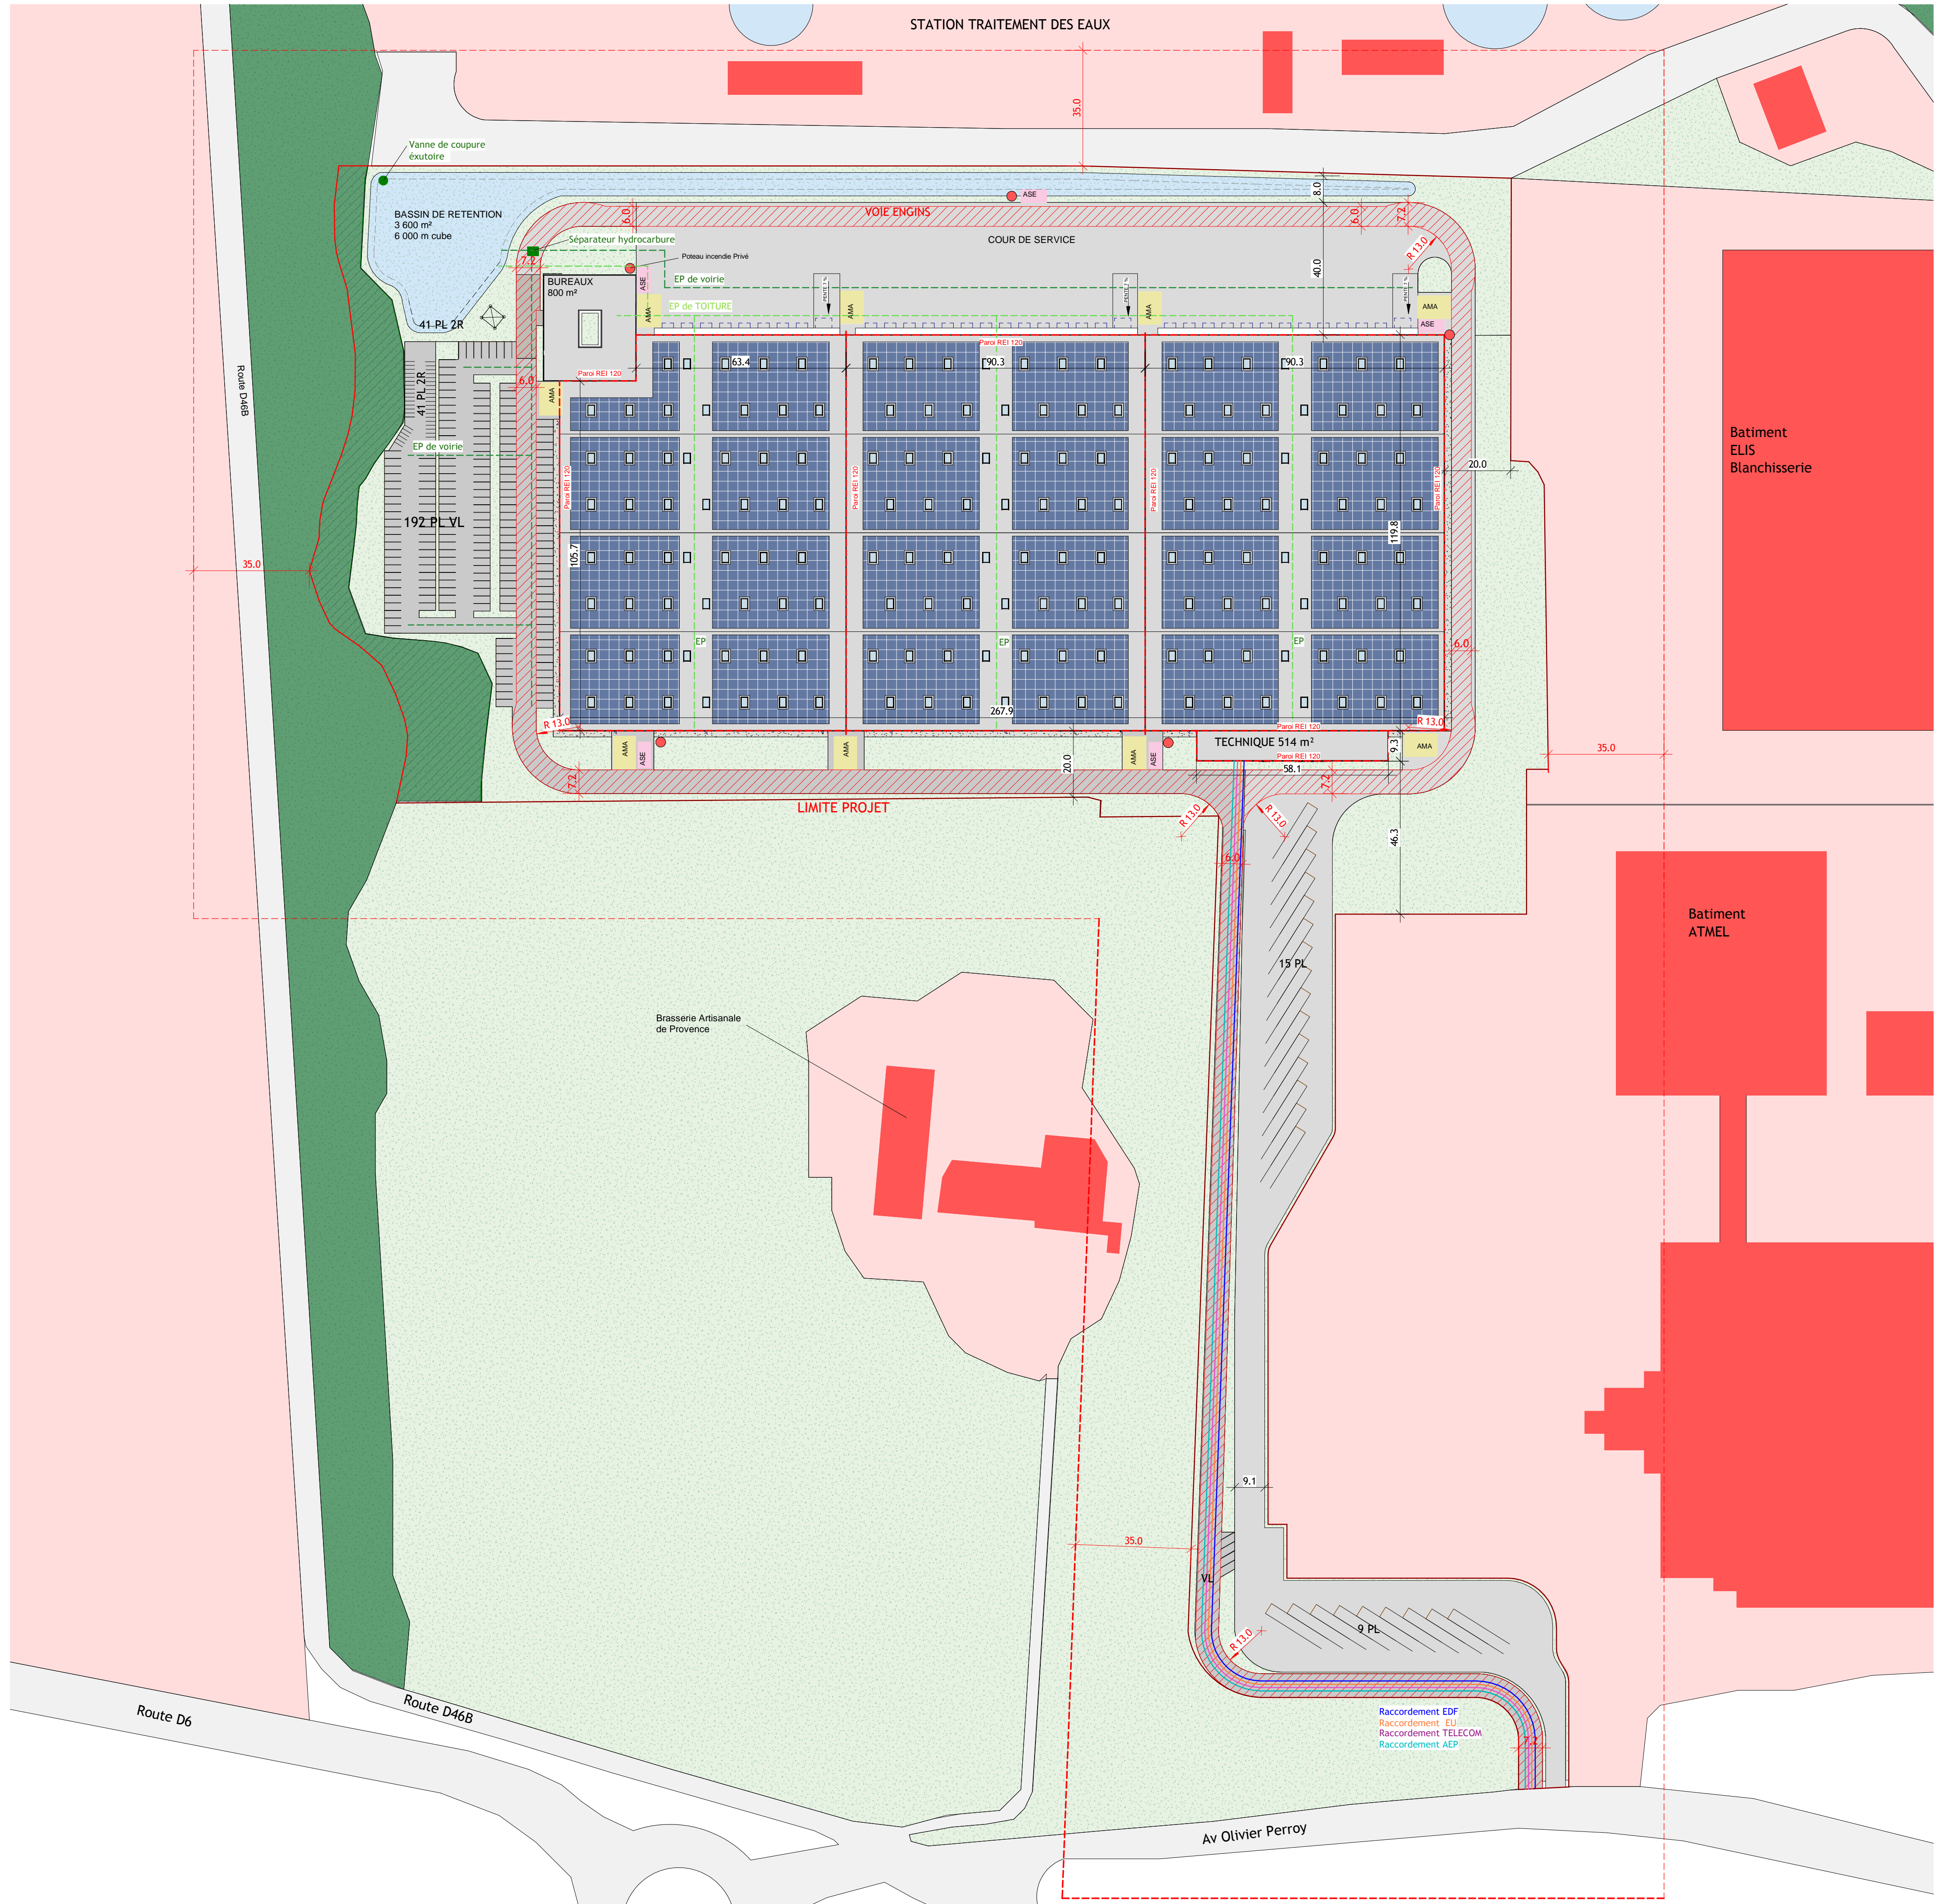 STATION TRAITEMENT DES EAUX
35.0
Vanne de coupure
éxutoire
8.0
ASE
BASSIN DE RETENTION
3 600 m²
6 000 m cube
6.0
VOIE ENGINS
6.0
7.2
Séparateur hydrocarbure
COUR DE SERVICE
R 13.0
Poteau incendie Privé
7.2
40.0
BUREAUX
800 m²
ASE
EP de voirie
PENTE 2 %
PENTE 2 %
PENTE 2 %
EP de TOITURE
AMA
AMA
AMA
AMA
ASE
41 PL 2R
Paroi REI 120
63.4
90.3
90.3
Paroi REI 120
6.0
Route D46B
41 PL 2R
AMA
EP de voirie
Batiment
ELIS
Blanchisserie
20.0
Paroi REI 120
Paroi REI 120
Paroi REI 120
Paroi REI 120
192 PL VL
119.8
105.7
35.0
EP
EP
EP
6.0
267.9
R 13.0
Paroi REI 120
R 13.0
AMA
ASE
AMA
AMA
ASE
TECHNIQUE 514 m²
9.3
AMA
35.0
Paroi REI 120
20.0
58.1
7.2
7.2
LIMITE PROJET
R 13.0
R 13.0
46.3
6.0
Batiment
ATMEL
15 PL
Brasserie Artisanale
de Provence
9.1
35.0
VL
R 13.0
9 PL
Route D6
Route D46B
Raccordement EDF
Raccordement EU
Raccordement TELECOM
Raccordement AEP
7.2
Av Olivier Perroy